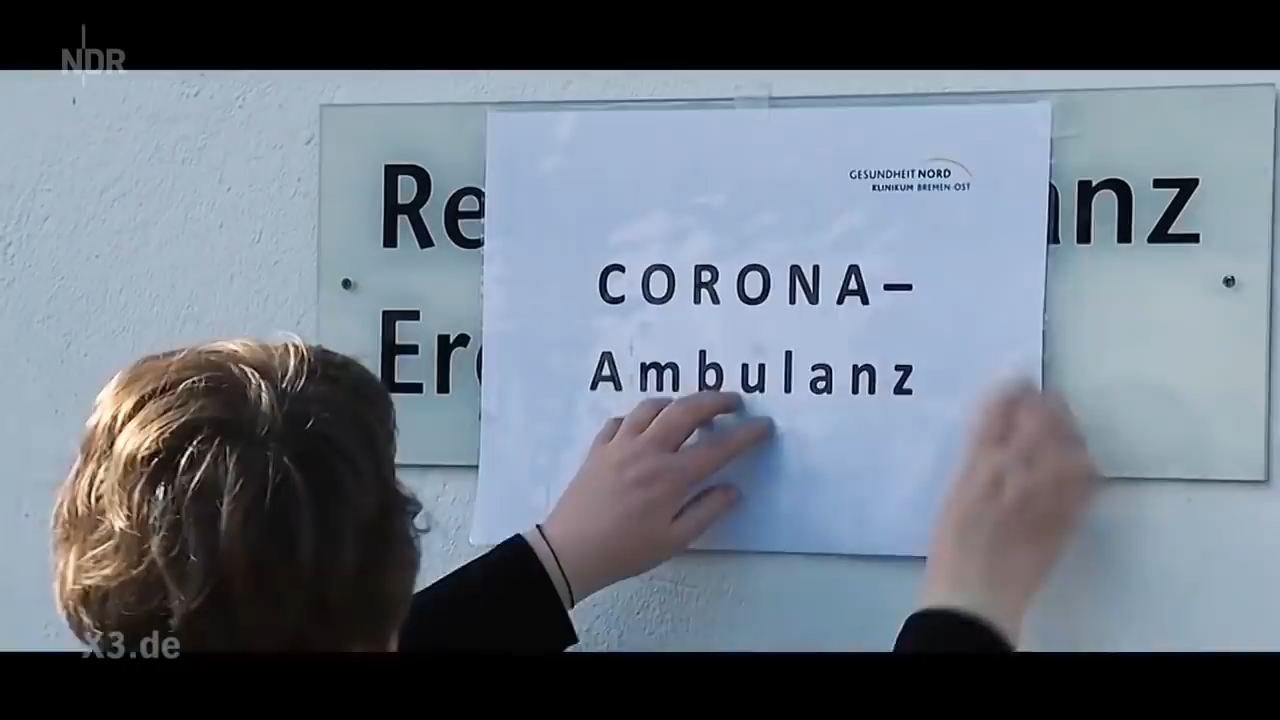 NDR
GESUNDHEIT NORD
KLINIKUM BREMEN-OST
Re anz
CORONA–
Er
Ambulanz
X3.de